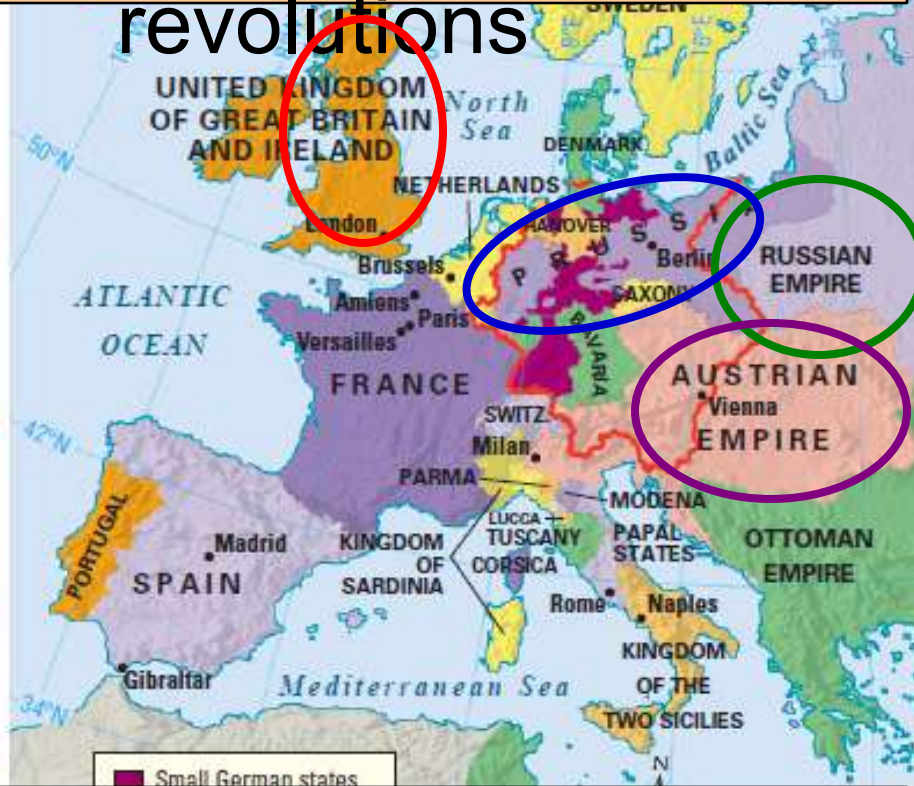 revolutions
SWEDEN
UNITED KINGDOM
OF GREAT BRITAIN
AND IRELAND
North
Sea
Baltic Sea
DENMARK
50°N
NETHERLANDS
London
HANOVER
PRUSSIA
Berlin
RUSSIAN
EMPIRE
Brussels
SAXONY
ATLANTIC
OCEAN
Amiens
Paris
Versailles
BAVARIA
FRANCE
AUSTRIAN
Vienna
EMPIRE
SWITZ.
42°N
Milan
PARMA
MODENA
PORTUGAL
LUCCA
TUSCANY
PAPAL
STATES
OTTOMAN
EMPIRE
Madrid
SPAIN
KINGDOM
OF
SARDINIA
CORSICA
Rome
Naples
KINGDOM
OF THE
TWO SICILIES
Gibraltar
Mediterranean Sea
34°N
N
Small German states